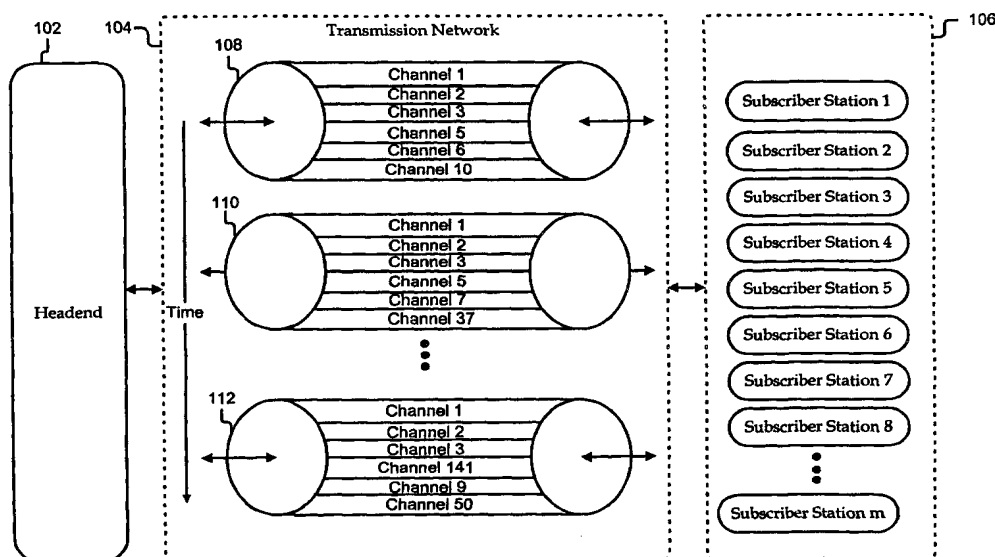 102
104
Transmission Network
106
108
Channel 1
Channel 2
Channel 3
Channel 5
Channel 6
Channel 10
110
Channel 1
Channel 2
Channel 3
Channel 5
Channel 7
Channel 37
Headend
Time
112
Channel 1
Channel 2
Channel 3
Channel 141
Channel 9
Channel 50
Subscriber Station 1
Subscriber Station 2
Subscriber Station 3
Subscriber Station 4
Subscriber Station 5
Subscriber Station 6
Subscriber Station 7
Subscriber Station 8
Subscriber Station m